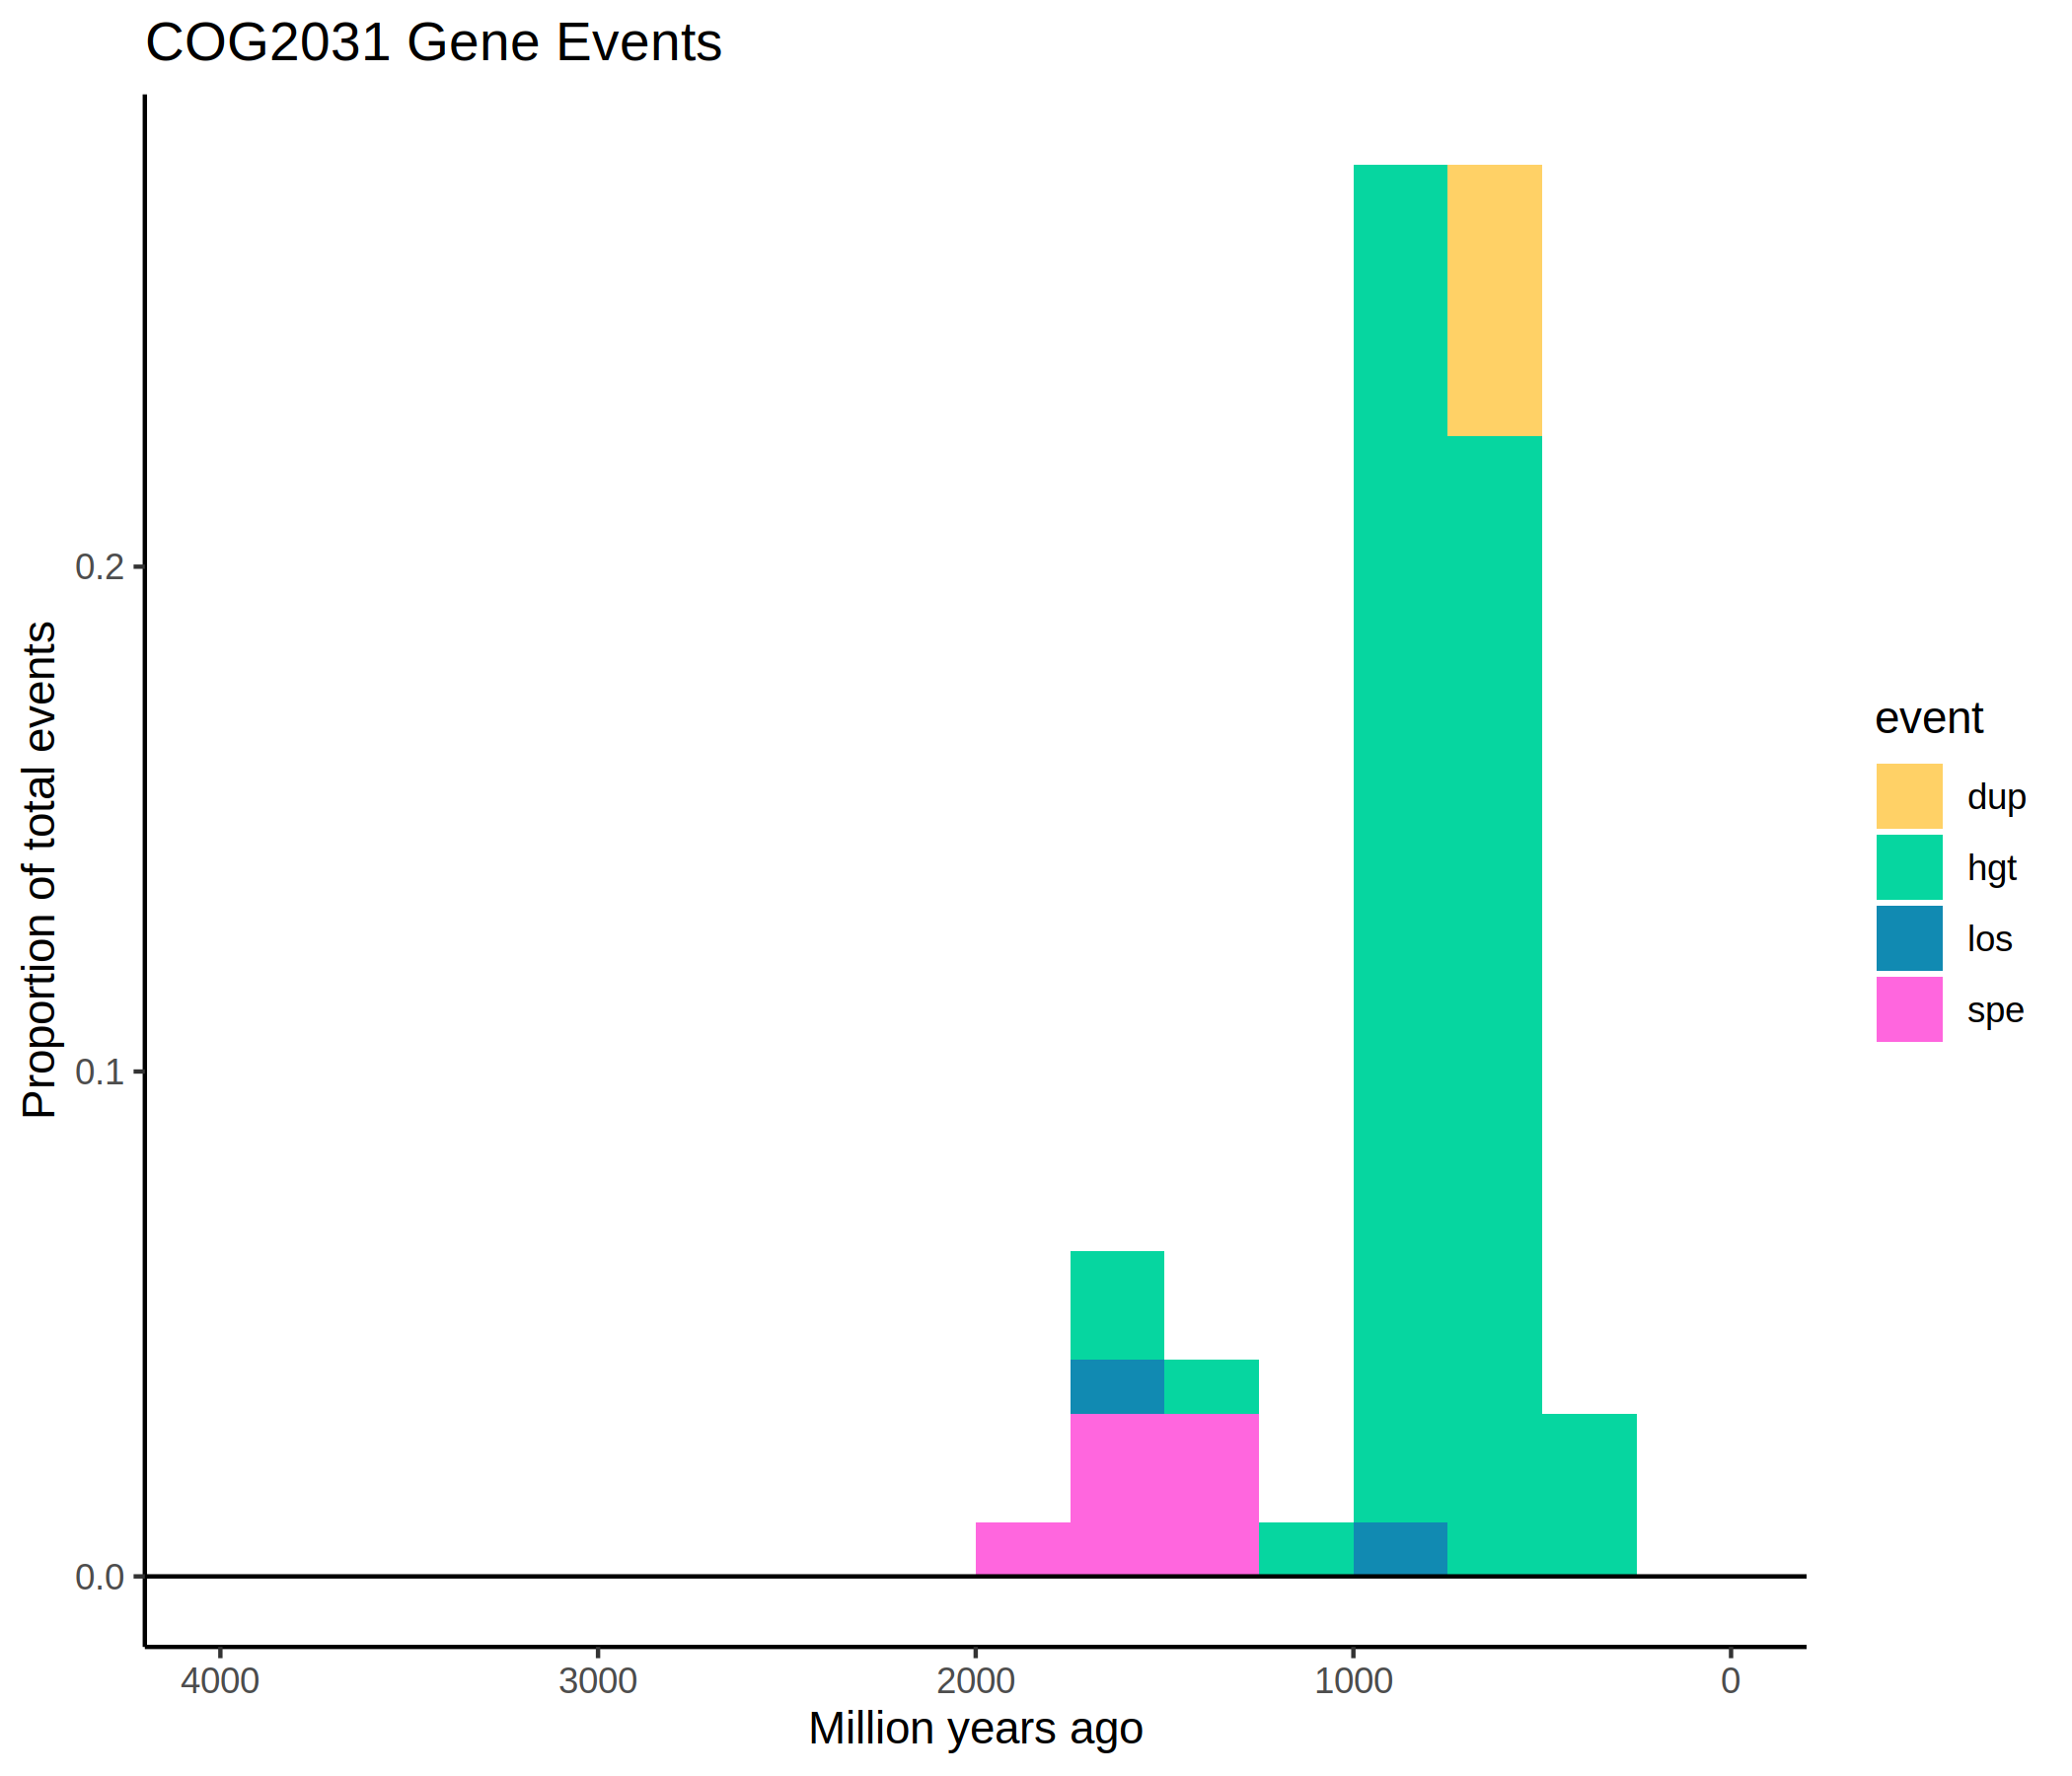 COG2031 Gene Events
Proportion of total events
0.2
0.1
0.0
4000 3000 2000 1000 0
Million years ago
event
dup
hgt
los
spe